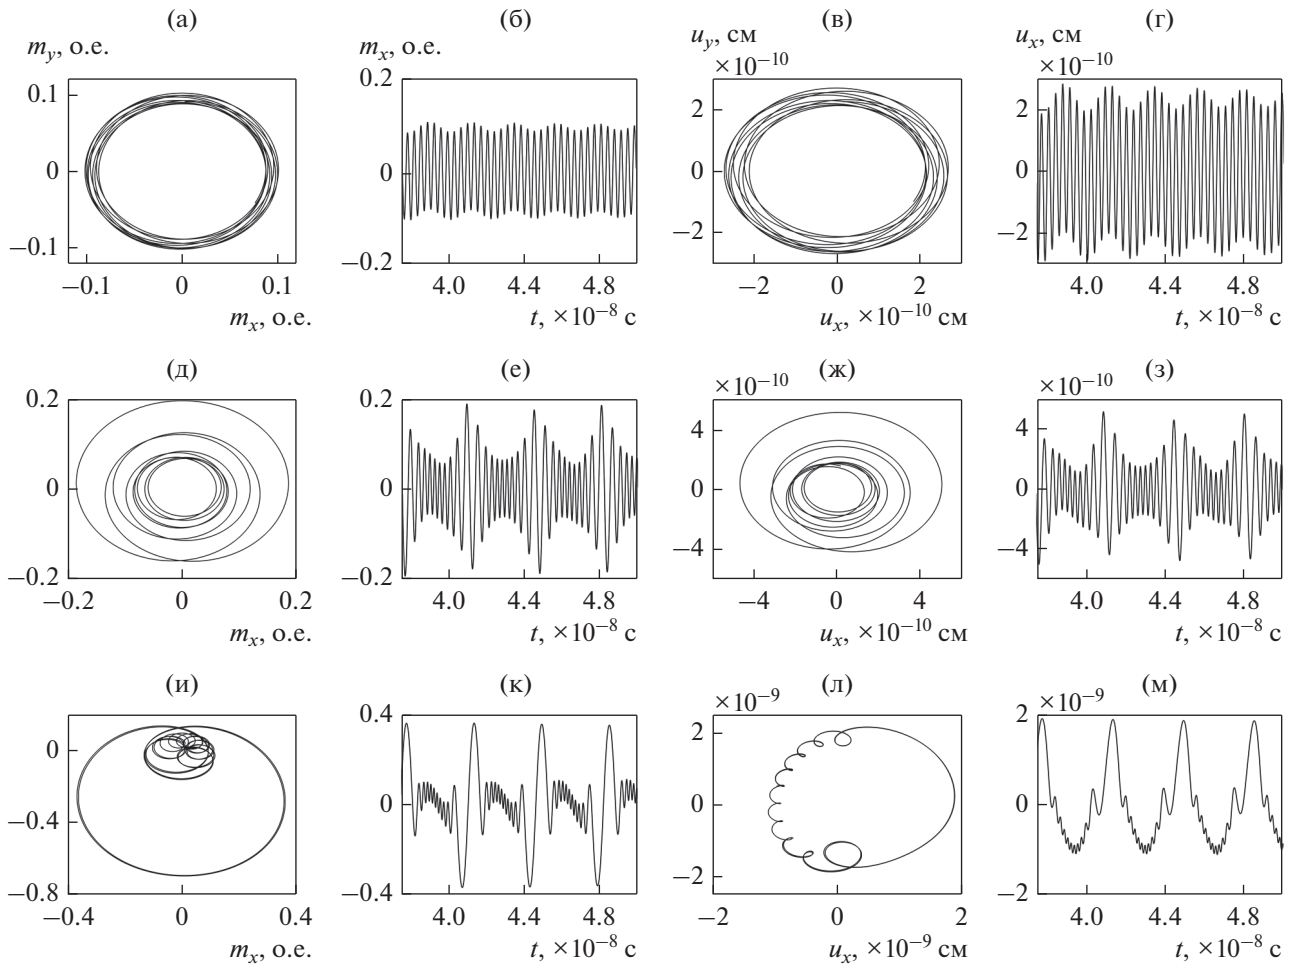 (а) (б) (в) (г)
m_y, о.е. m_x, о.е. u_y, см u_x, см
×10⁻¹⁰ ×10⁻¹⁰
0.1 0.2 2 2
0 0 0 0
−0.1 −0.2 −2 −2
−0.1 0 0.1 4.0 4.4 4.8 −2 0 2 4.0 4.4 4.8
m_x, о.е. t, ×10⁻⁸ с u_x, ×10⁻¹⁰ см t, ×10⁻⁸ с
(д) (е) (ж) (з)
×10⁻¹⁰ ×10⁻¹⁰
0.2 0.2 4 4
0 0 0 0
−0.2 −0.2 −4 −4
−0.2 0 0.2 4.0 4.4 4.8 −4 0 4 4.0 4.4 4.8
m_x, о.е. t, ×10⁻⁸ с u_x, ×10⁻¹⁰ см t, ×10⁻⁸ с
(и) (к) (л) (м)
×10⁻⁹ ×10⁻⁹
0 0.4 2 2
−0.4 0 0 0
−0.8 −0.4 −2 −2
−0.4 0 0.4 4.0 4.4 4.8 −2 0 2 4.0 4.4 4.8
m_x, о.е. t, ×10⁻⁸ с u_x, ×10⁻⁹ см t, ×10⁻⁸ с